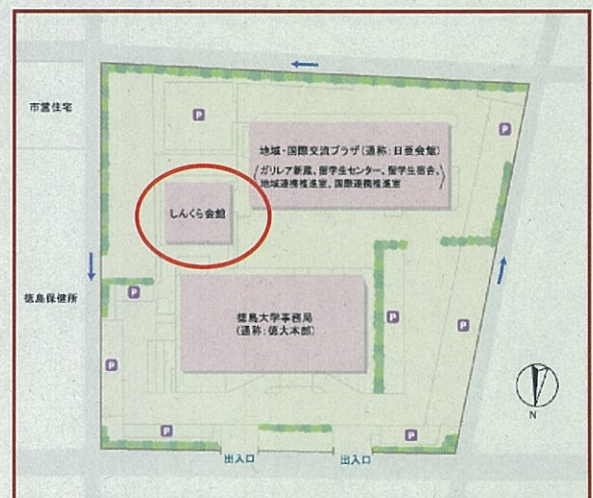 市営住宅
P
P
地域・国際交流プラザ(通称:日亜会館)
ガリレア新蔵、留学生センター、留学生宿舎、
地域連携推進室、国際連携推進室
しんくら会館
徳島保健所
P
徳島大学事務局
(通称:徳大本部)
P
P
P
P
P
出入口
出入口
N